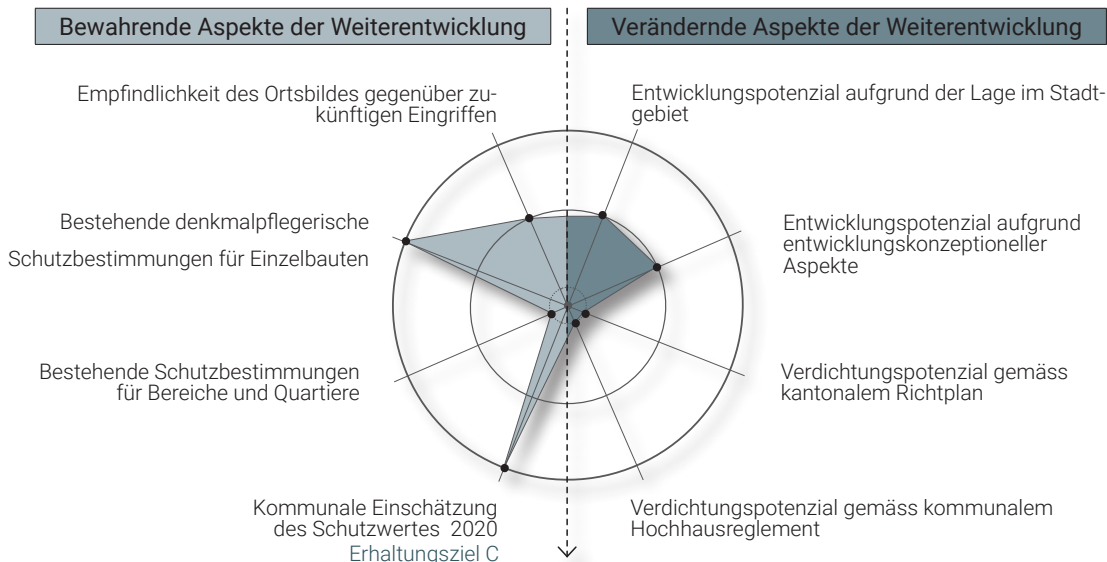 Bewahrende Aspekte der Weiterentwicklung
Verändernde Aspekte der Weiterentwicklung
Empfindlichkeit des Ortsbildes gegenüber zu-
künftigen Eingriffen
Entwicklungspotenzial aufgrund der Lage im Stadt-
gebiet
Bestehende denkmalpflegerische
Schutzbestimmungen für Einzelbauten
Entwicklungspotenzial aufgrund
entwicklungskonzeptioneller
Aspekte
Bestehende Schutzbestimmungen
für Bereiche und Quartiere
Verdichtungspotenzial gemäss
kantonalem Richtplan
Kommunale Einschätzung
des Schutzwertes 2020
Erhaltungsziel C
Verdichtungspotenzial gemäss kommunalem
Hochhausreglement